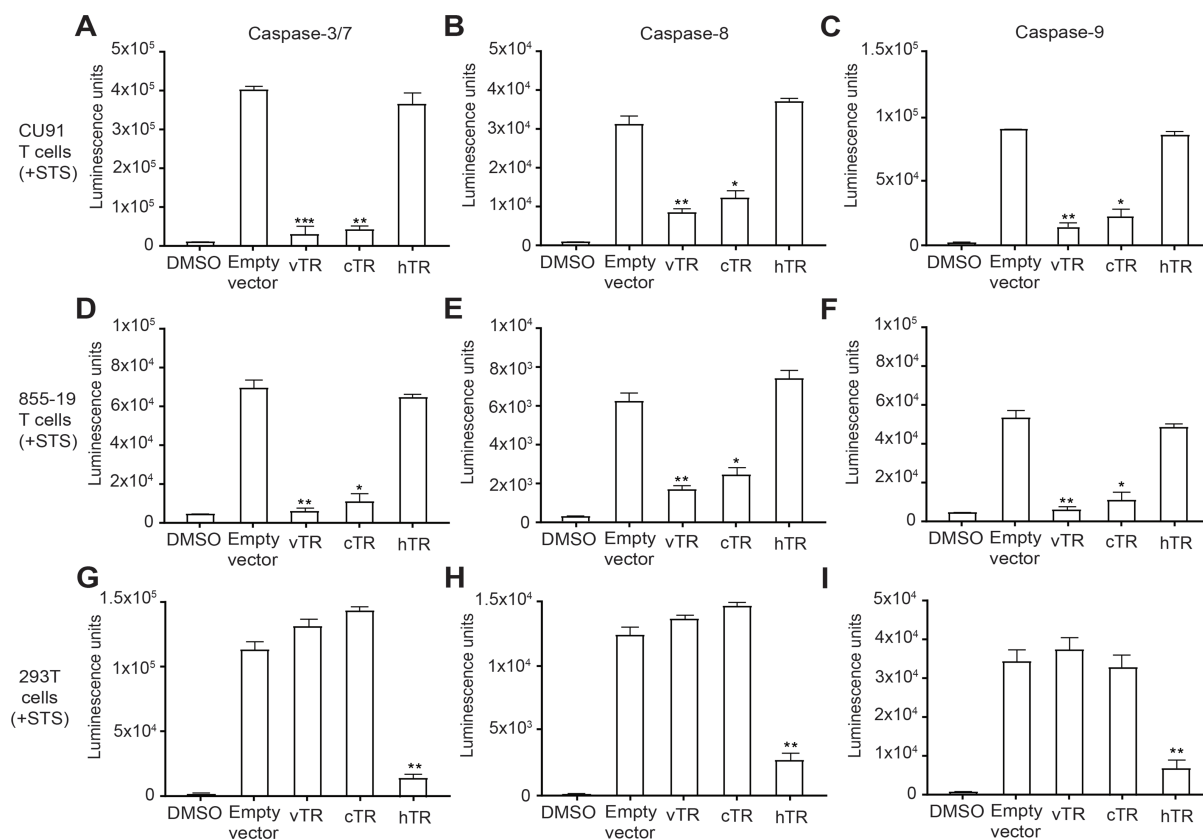 A
Caspase-3/7
B
Caspase-8
C
Caspase-9
CU91
T cells
(+STS)
Luminescence units
5x10⁵
4x10⁵
3x10⁵
2x10⁵
1x10⁵
0
***
**
DMSO
Empty
vector
vTR
cTR
hTR
Luminescence units
5x10⁴
4x10⁴
3x10⁴
2x10⁴
1x10⁴
0
**
*
DMSO
Empty
vector
vTR
cTR
hTR
Luminescence units
1.5x10⁵
1x10⁵
5x10⁴
0
**
*
DMSO
Empty
vector
vTR
cTR
hTR
D
E
F
855-19
T cells
(+STS)
Luminescence units
1x10⁵
8x10⁴
6x10⁴
4x10⁴
2x10⁴
0
**
*
DMSO
Empty
vector
vTR
cTR
hTR
Luminescence units
1x10⁴
8x10³
6x10³
4x10³
2x10³
0
**
*
DMSO
Empty
vector
vTR
cTR
hTR
Luminescence units
1x10⁵
8x10⁴
6x10⁴
4x10⁴
2x10⁴
0
**
*
DMSO
Empty
vector
vTR
cTR
hTR
G
H
I
293T
cells
(+STS)
Luminescence units
1.5x10⁵
1x10⁵
5x10⁴
0
**
DMSO
Empty
vector
vTR
cTR
hTR
Luminescence units
1.5x10⁴
1x10⁴
5x10³
0
**
DMSO
Empty
vector
vTR
cTR
hTR
Luminescence units
5x10⁴
4x10⁴
3x10⁴
2x10⁴
1x10⁴
0
**
DMSO
Empty
vector
vTR
cTR
hTR